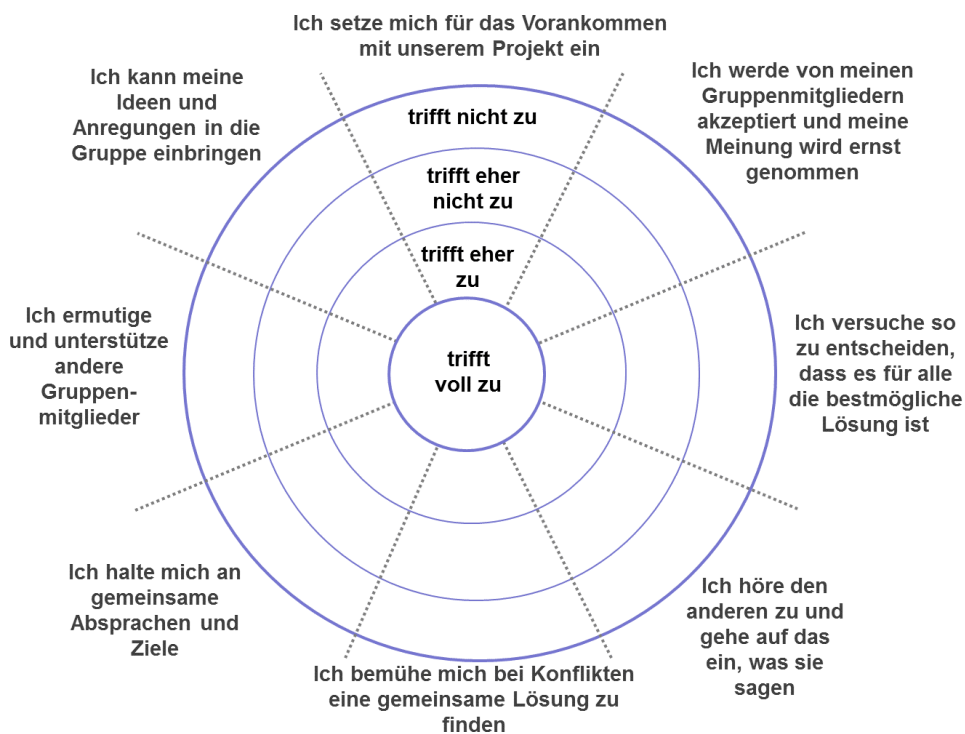 Ich setze mich für das Vorankommen
mit unserem Projekt ein
Ich kann meine
Ideen und
Anregungen in die
Gruppe einbringen
Ich werde von meinen
Gruppenmitgliedern
akzeptiert und meine
Meinung wird ernst
genommen
trifft nicht zu
trifft eher
nicht zu
trifft eher
zu
trifft
voll zu
Ich ermutige
und unterstütze
andere
Gruppen-
mitglieder
Ich versuche so
zu entscheiden,
dass es für alle
die bestmögliche
Lösung ist
Ich halte mich an
gemeinsame
Absprachen und
Ziele
Ich höre den
anderen zu und
gehe auf das
ein, was sie
sagen
Ich bemühe mich bei Konflikten
eine gemeinsame Lösung zu
finden